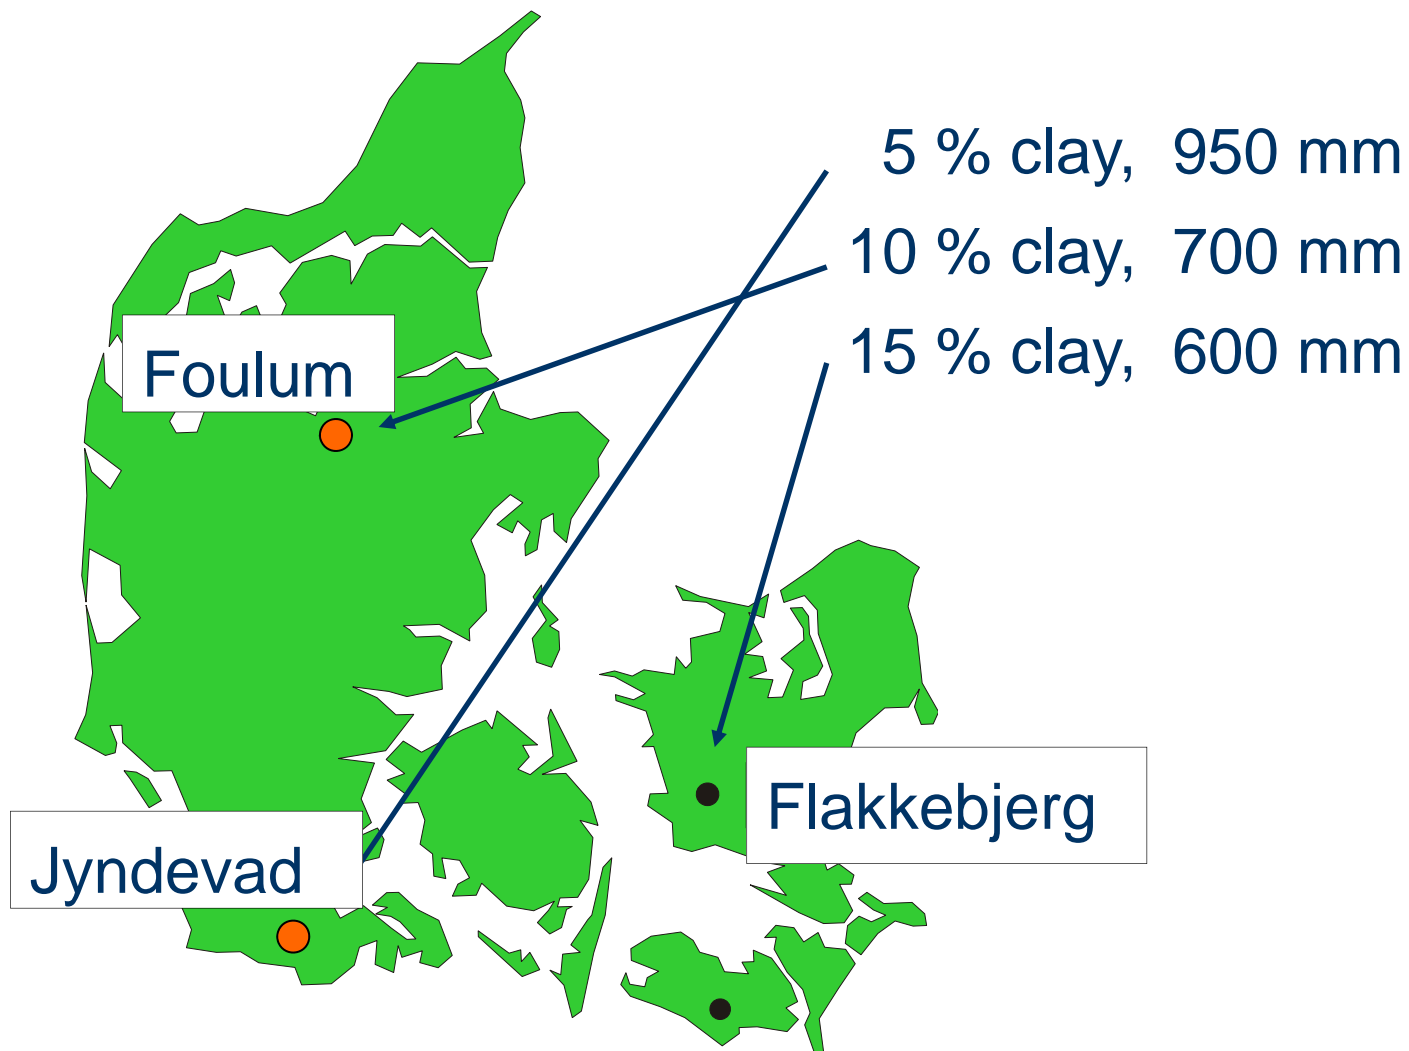 5 % clay, 950 mm
10 % clay, 700 mm
15 % clay, 600 mm
Foulum
Flakkebjerg
Jyndevad